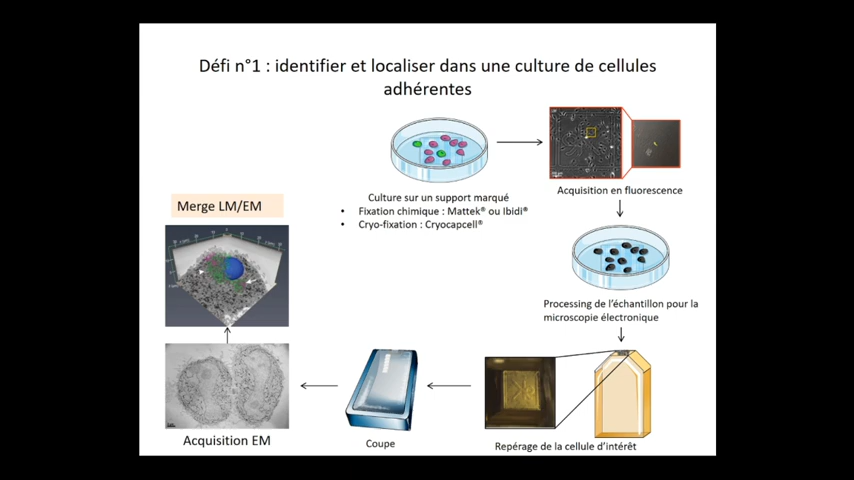 Défi n°1 : identifier et localiser dans une culture de cellules
adhérentes
Culture sur un support marqué
• Fixation chimique : Mattek® ou Ibidi®
• Cryo-fixation : Cryocapcell®
Acquisition en fluorescence
Processing de l'échantillon pour la
microscopie électronique
Repérage de la cellule d'intérêt
Coupe
Acquisition EM
Merge LM/EM